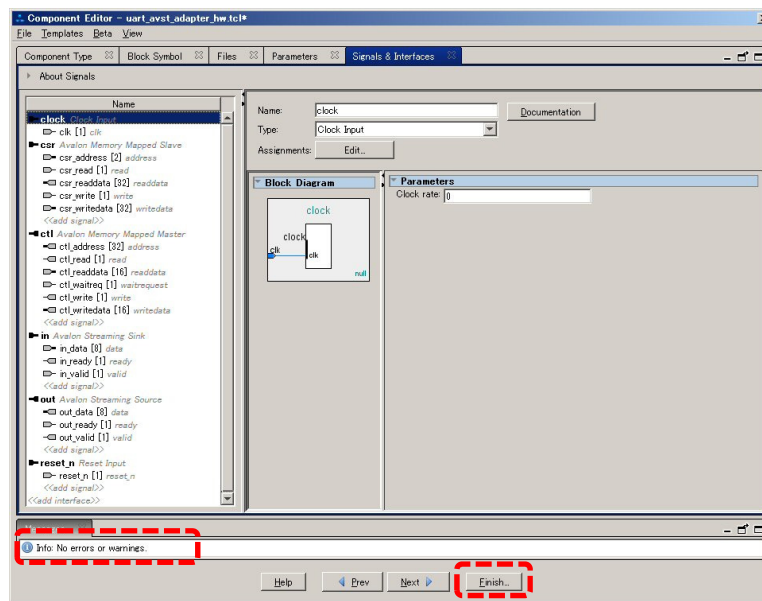 Component Editor - uart_avst_adapter_hw.tcl*
File Templates Beta View
Component Type Block Symbol Files Parameters Signals & Interfaces
About Signals
Name
clock Clock Input
clk [1] clk
csr Avalon Memory Mapped Slave
csr_address [2] address
csr_read [1] read
csr_readdata [32] readdata
csr_write [1] write
csr_writedata [32] writedata
<<add signal>>
ctl Avalon Memory Mapped Master
ctl_address [32] address
ctl_read [1] read
ctl_readdata [16] readdata
ctl_waitreq [1] waitrequest
ctl_write [1] write
ctl_writedata [16] writedata
<<add signal>>
in Avalon Streaming Sink
in_data [8] data
in_ready [1] ready
in_valid [1] valid
<<add signal>>
out Avalon Streaming Source
out_data [8] data
out_ready [1] ready
out_valid [1] valid
<<add signal>>
reset_n Reset Input
reset_n [1] reset_n
<<add signal>>
<<add interface>>
Name: clock Documentation
Type: Clock Input
Assignments: Edit...
Block Diagram
clock
clock
clk
clk
null
Parameters
Clock rate: 0
Info: No errors or warnings.
Help Prev Next Finish...